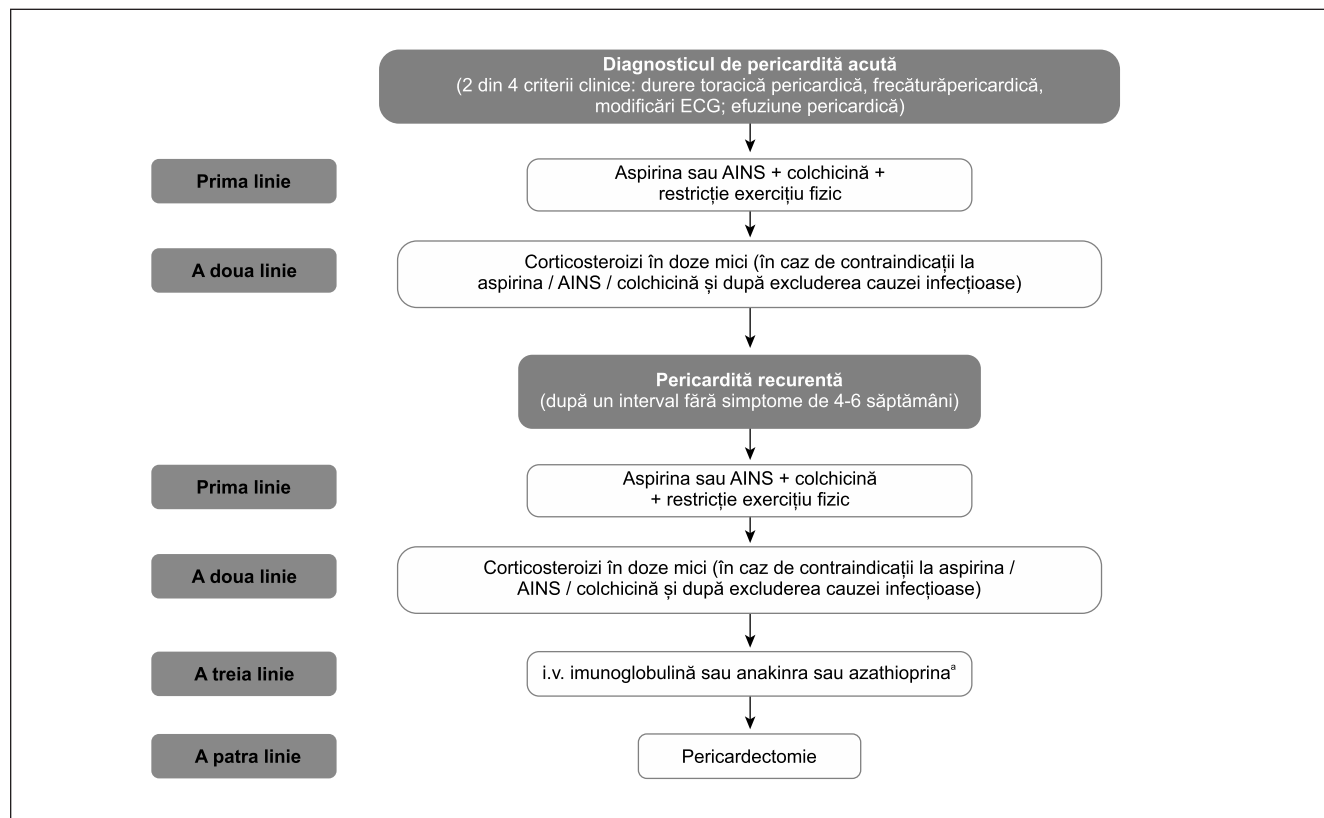 Diagnosticul de pericardită acută
(2 din 4 criterii clinice: durere toracică pericardică, frecăturăpericardică,
modificări ECG; efuziune pericardică)
Prima linie
Aspirina sau AINS + colchicină +
restricție exercițiu fizic
A doua linie
Corticosteroizi în doze mici (în caz de contraindicații la
aspirina / AINS / colchicină și după excluderea cauzei infecțioase)
Pericardită recurentă
(după un interval fără simptome de 4-6 săptămâni)
Prima linie
Aspirina sau AINS + colchicină
+ restricție exercițiu fizic
A doua linie
Corticosteroizi în doze mici (în caz de contraindicații la aspirina /
AINS / colchicină și după excluderea cauzei infecțioase)
A treia linie
i.v. imunoglobulină sau anakinra sau azathioprinaᵃ
A patra linie
Pericardectomie